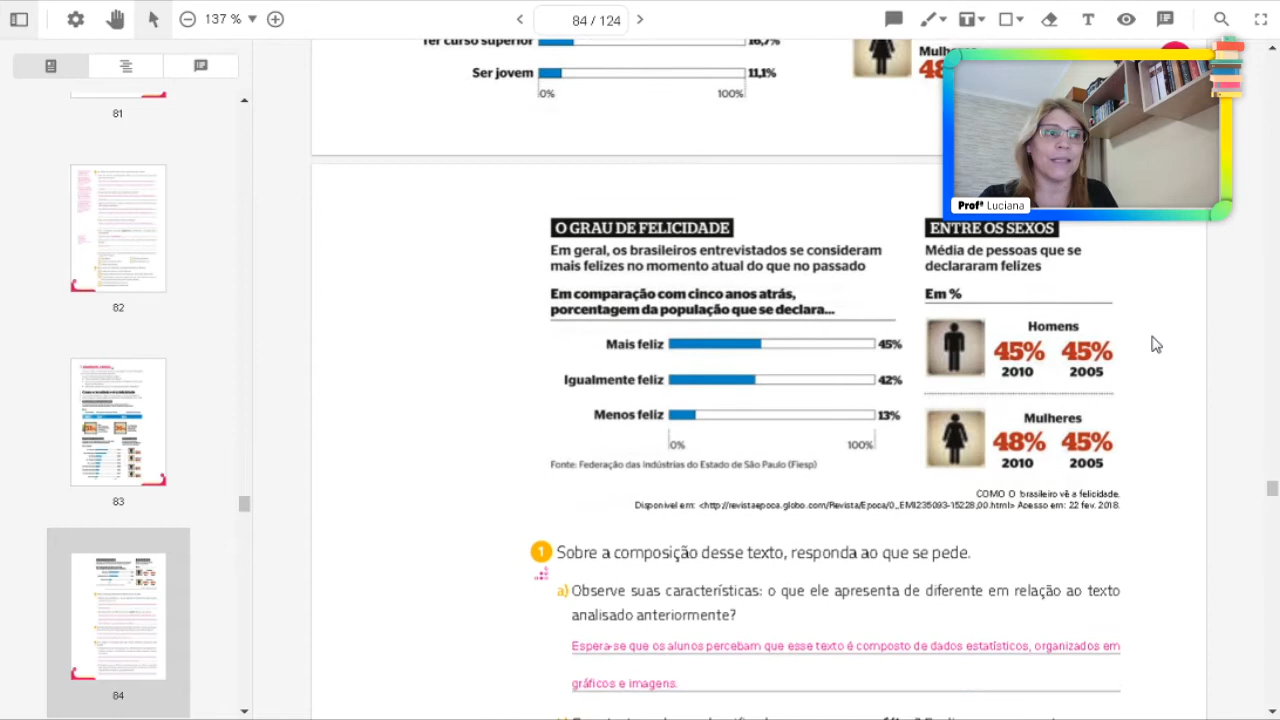 137 %
84 / 124
81
82
83
84
Ter curso superior 16,7%
Ser jovem 11,1%
0% 100%
Mulheres
Profª Luciana
O GRAU DE FELICIDADE
Em geral, os brasileiros entrevistados se consideram
mais felizes no momento atual do que no passado
Em comparação com cinco anos atrás,
porcentagem da população que se declara...
Mais feliz 45%
Igualmente feliz 42%
Menos feliz 13%
0% 100%
Fonte: Federação das Indústrias do Estado de São Paulo (Fiesp)
ENTRE OS SEXOS
Média de pessoas que se
declararam felizes
Em %
Homens
45% 45%
2010 2005
Mulheres
48% 45%
2010 2005
COMO O brasileiro vê a felicidade.
Disponível em: <http://revistaepoca.globo.com/Revista/Epoca/0,,EMI235093-15228,00.html> Acesso em: 22 fev. 2018.
1 Sobre a composição desse texto, responda ao que se pede.
a) Observe suas características: o que ele apresenta de diferente em relação ao texto
analisado anteriormente?
Espera-se que os alunos percebam que esse texto é composto de dados estatísticos, organizados em
gráficos e imagens.